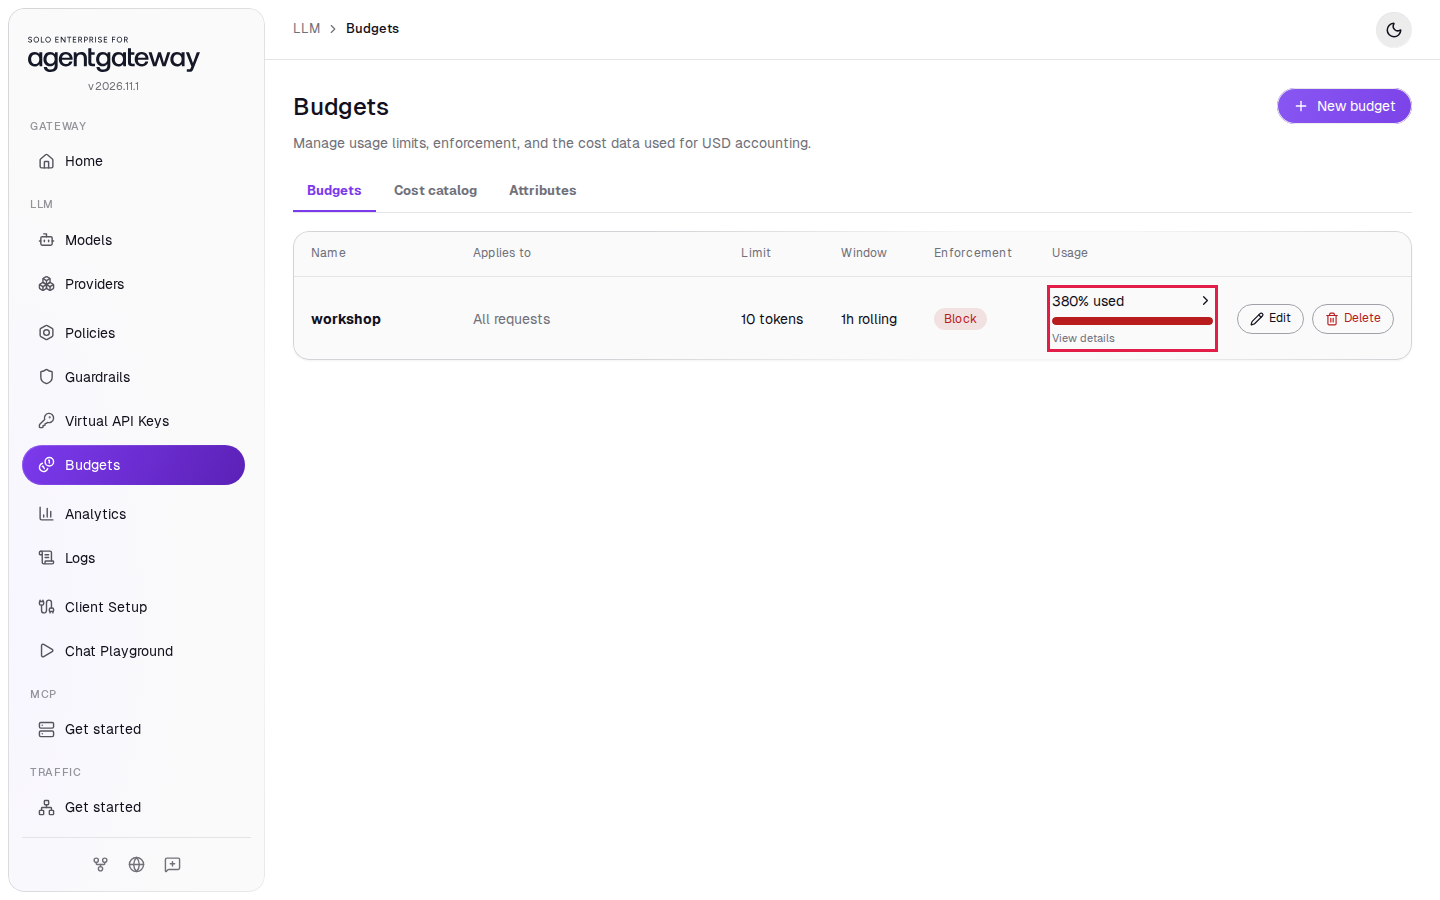 SOLO ENTERPRISE FOR
agentgateway
v2026.11.1
GATEWAY
Home
LLM
Models
Providers
Policies
Guardrails
Virtual API Keys
Budgets
Analytics
Logs
Client Setup
Chat Playground
MCP
Get started
TRAFFIC
Get started
LLM > Budgets
Budgets
New budget
Manage usage limits, enforcement, and the cost data used for USD accounting.
Budgets Cost catalog Attributes
Name Applies to Limit Window Enforcement Usage
workshop All requests 10 tokens 1h rolling Block 380% used Edit Delete
View details